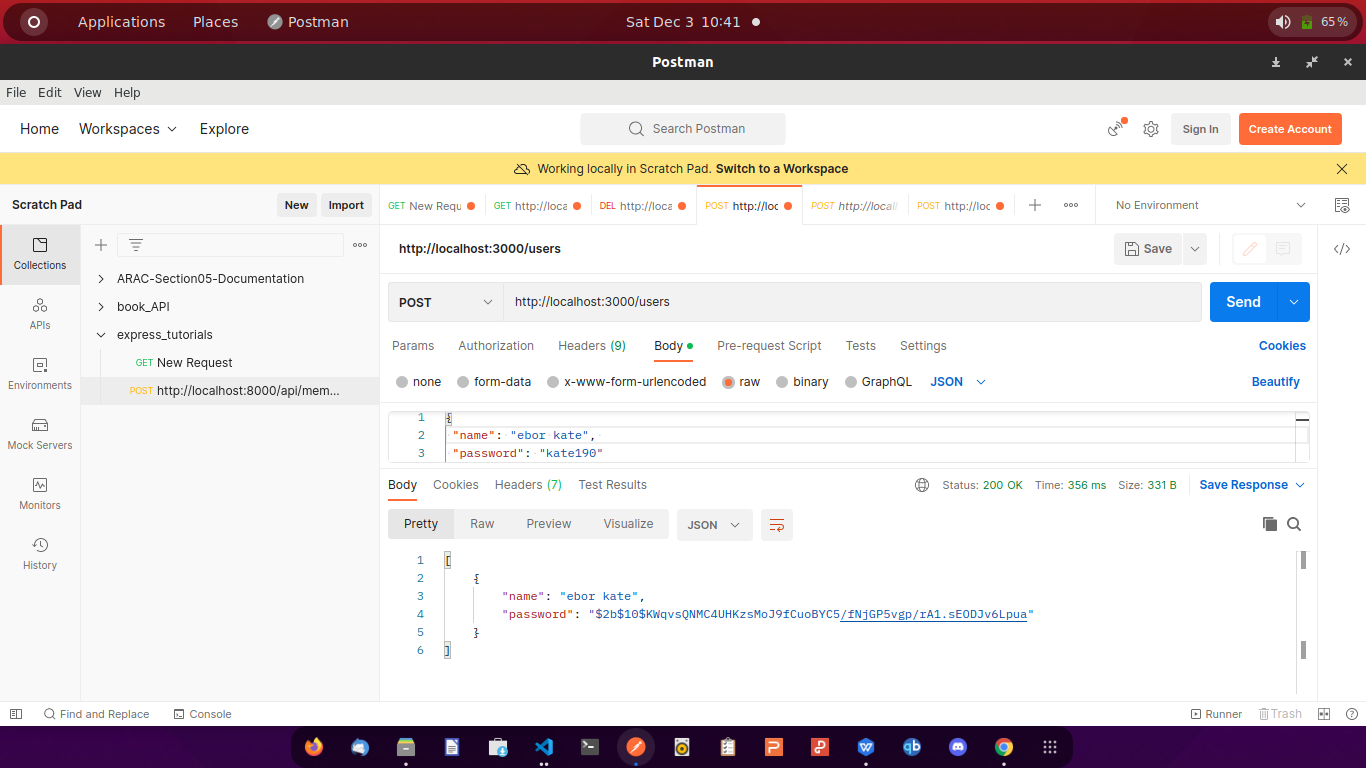 Applications Places Postman Sat Dec 3 10:41 65%
Postman
File Edit View Help
Home Workspaces Explore Search Postman Sign In Create Account
Working locally in Scratch Pad. Switch to a Workspace
Scratch Pad New Import GET New Requ GET http://loca DEL http://loca POST http://loc POST http://locall POST http://loc No Environment
http://localhost:3000/users Save
Collections
ARAC-Section05-Documentation
book_API
express_tutorials
GET New Request
POST http://localhost:8000/api/mem...
APIs
Environments
Mock Servers
Monitors
History
POST http://localhost:3000/users Send
Params Authorization Headers (9) Body Pre-request Script Tests Settings Cookies
none form-data x-www-form-urlencoded raw binary GraphQL JSON Beautify
1 {
2 "name": "ebor kate",
3 "password": "kate190"
Body Cookies Headers (7) Test Results Status: 200 OK Time: 356 ms Size: 331 B Save Response
Pretty Raw Preview Visualize JSON
1 [
2 {
3 "name": "ebor kate",
4 "password": "$2b$10$KWqvsQNMC4UHKzsMoJ9fCuoBYC5/fNjGP5vgp/rA1.sEODJv6Lpua"
5 }
6 ]
Find and Replace Console Runner Trash